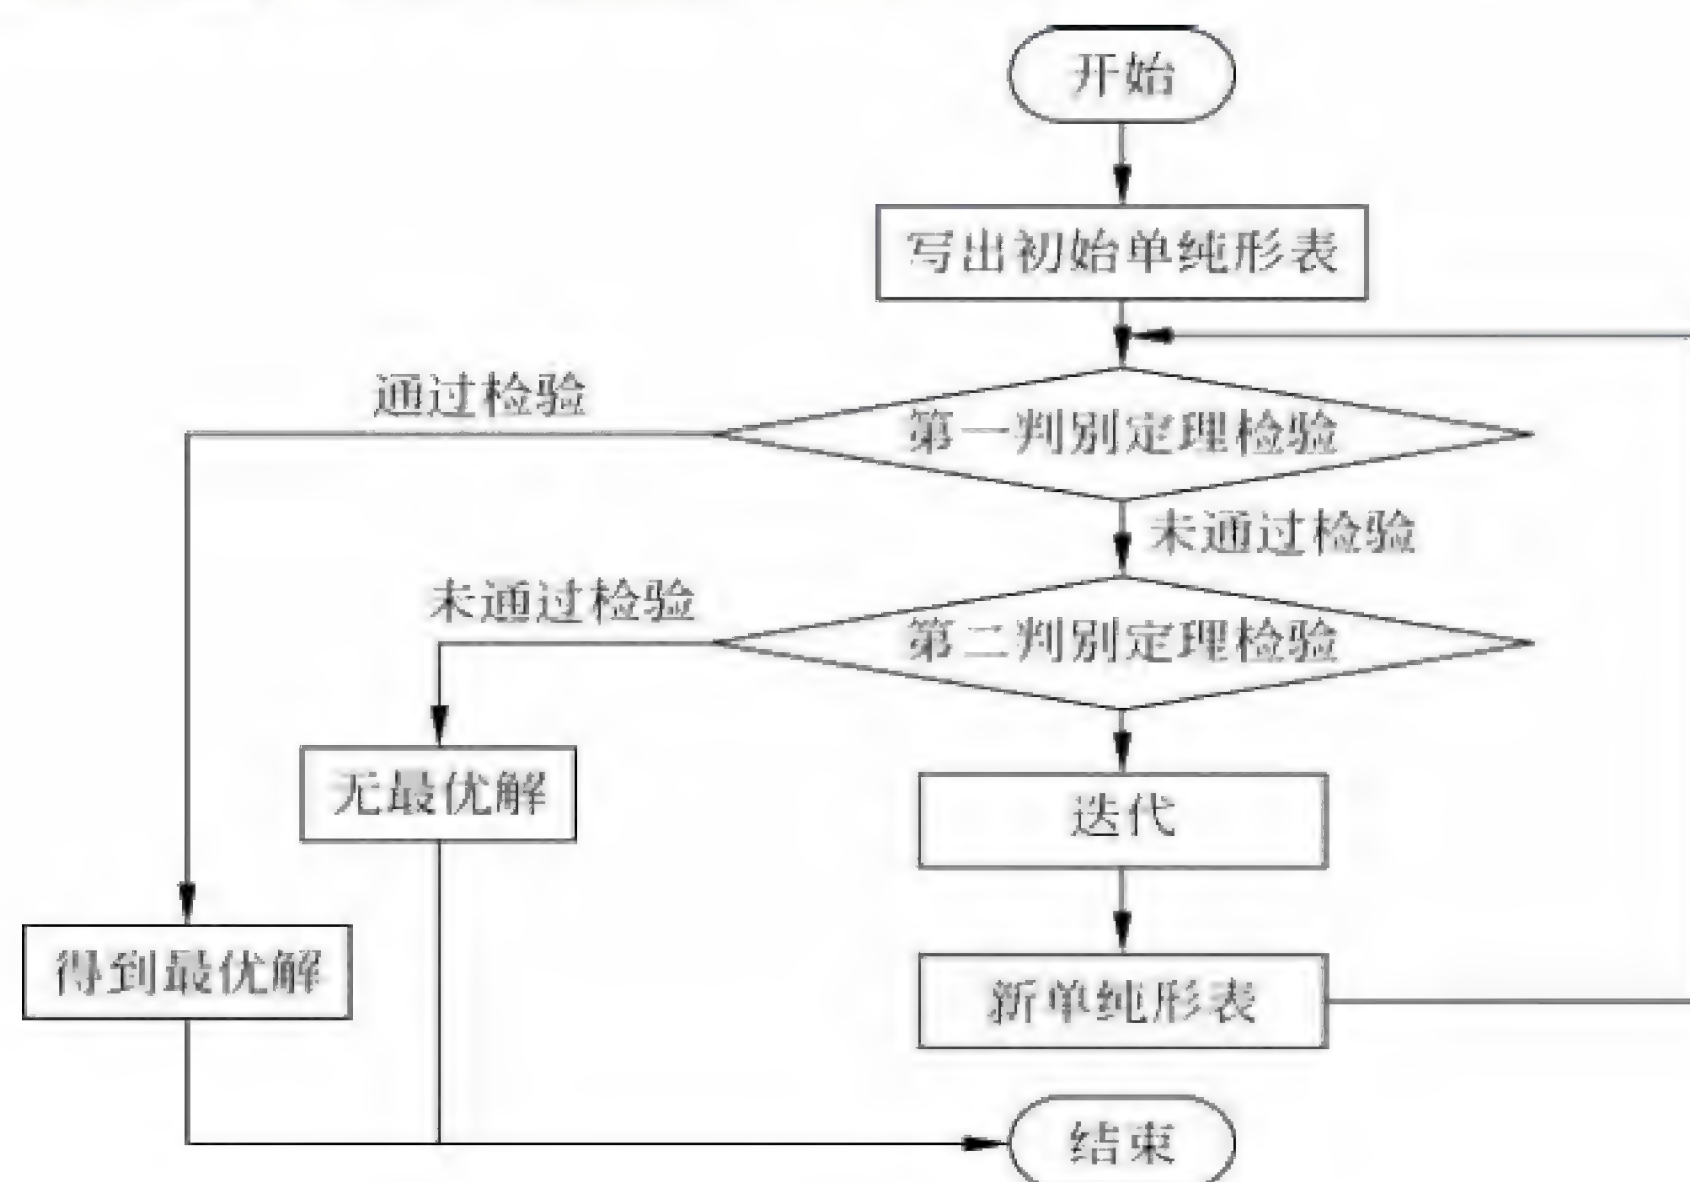 开始
写出初始单纯形表
通过检验
第一判别定理检验
未通过检验
未通过检验
第二判别定理检验
无最优解
迭代
得到最优解
新单纯形表
结束